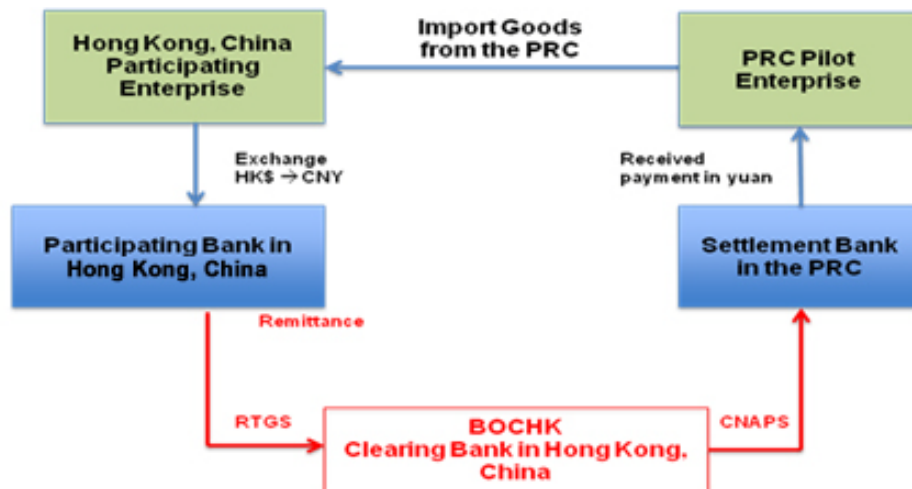 Hong Kong, China
Participating
Enterprise
Import Goods
from the PRC
PRC Pilot
Enterprise
Exchange
HK$ → CNY
Received
payment in yuan
Participating Bank in
Hong Kong, China
Settlement Bank
in the PRC
Remittance
RTGS
BOCHK
Clearing Bank in Hong Kong,
China
CNAPS